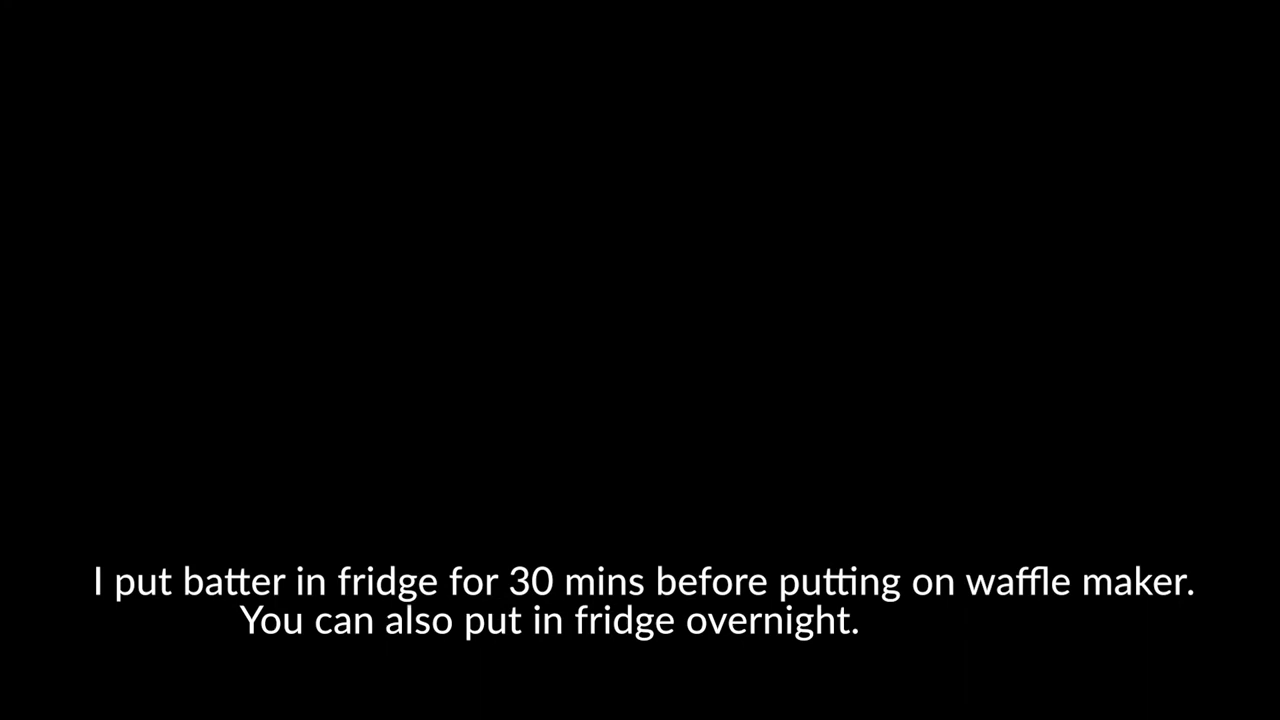 I put batter in fridge for 30 mins before putting on waffle maker.
You can also put in fridge overnight.